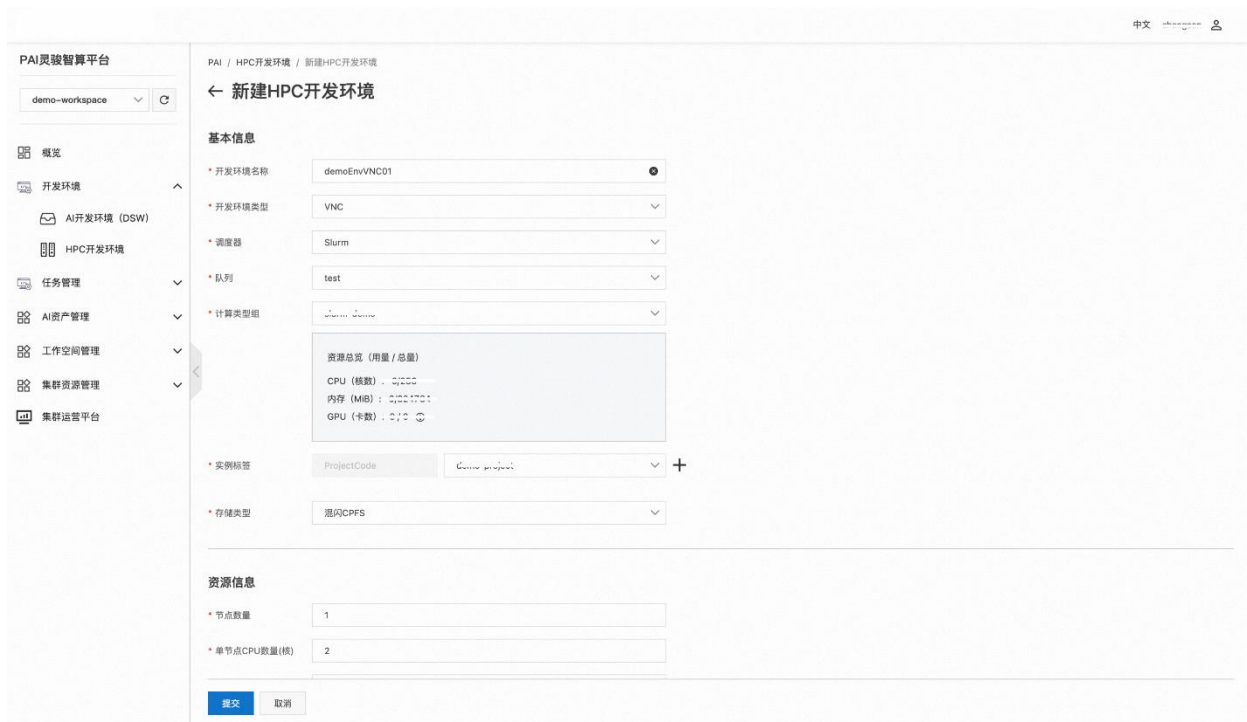 中文
PAI灵骏智算平台
demo-workspace
概览
开发环境
AI开发环境（DSW）
HPC开发环境
任务管理
AI资产管理
工作空间管理
集群资源管理
集群运营平台
PAI / HPC开发环境 / 新建HPC开发环境
← 新建HPC开发环境
基本信息
* 开发环境名称 demoEnvVNC01
* 开发环境类型 VNC
* 调度器 Slurm
* 队列 test
* 计算类型组
资源总览（用量 / 总量）
CPU（核数）:
内存（MiB）:
GPU（卡数）:
* 实例标签 ProjectCode
* 存储类型 混闪CPFS
资源信息
* 节点数量 1
* 单节点CPU数量(核) 2
提交 取消